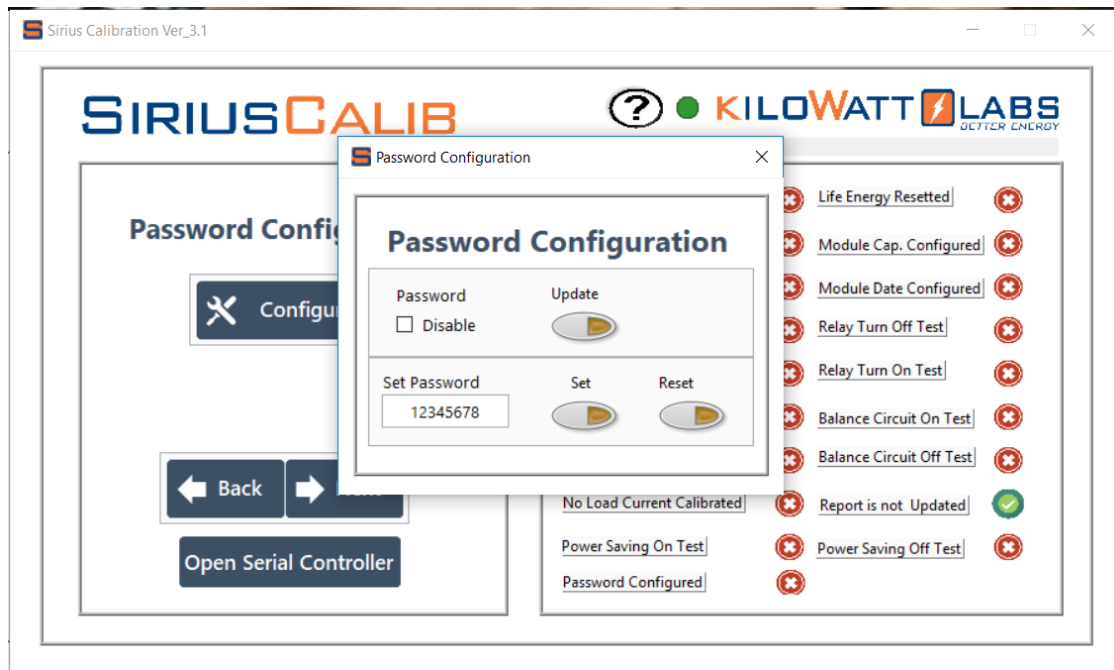 Sirius Calibration Ver_3.1
SIRIUSCALIB
?
KILOWATT LABS
BETTER ENERGY
Password Configuration
Password Confi
Configu
Back
Open Serial Controller
Password Configuration
Password
Update
Disable
Set Password
Set
Reset
12345678
Life Energy Resetted
Module Cap. Configured
Module Date Configured
Relay Turn Off Test
Relay Turn On Test
Balance Circuit On Test
Balance Circuit Off Test
No Load Current Calibrated
Report is not Updated
Power Saving On Test
Power Saving Off Test
Password Configured